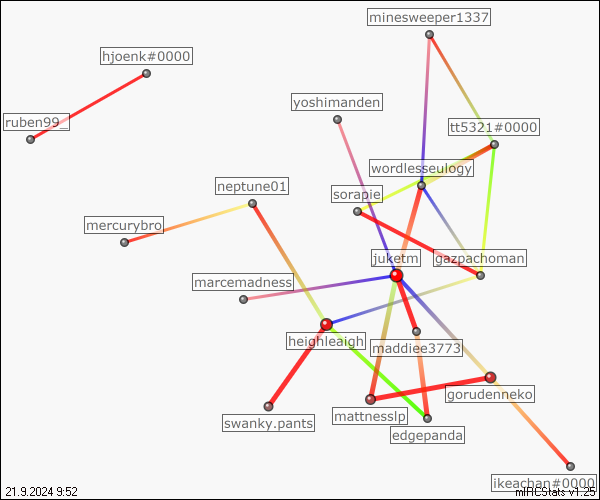 minesweeper1337
hjoenk#0000
yoshimanden
ruben99_
tt5321#0000
wordlesseulogy
neptune01
sorapie
mercurybro
juketm
gazpachoman
marcemadness
heighleaigh
maddiee3773
gorudenneko
swanky.pants
mattnesslp
edgepanda
ikeachan#0000
21.9.2024 9:52
mIRCStats v1.25